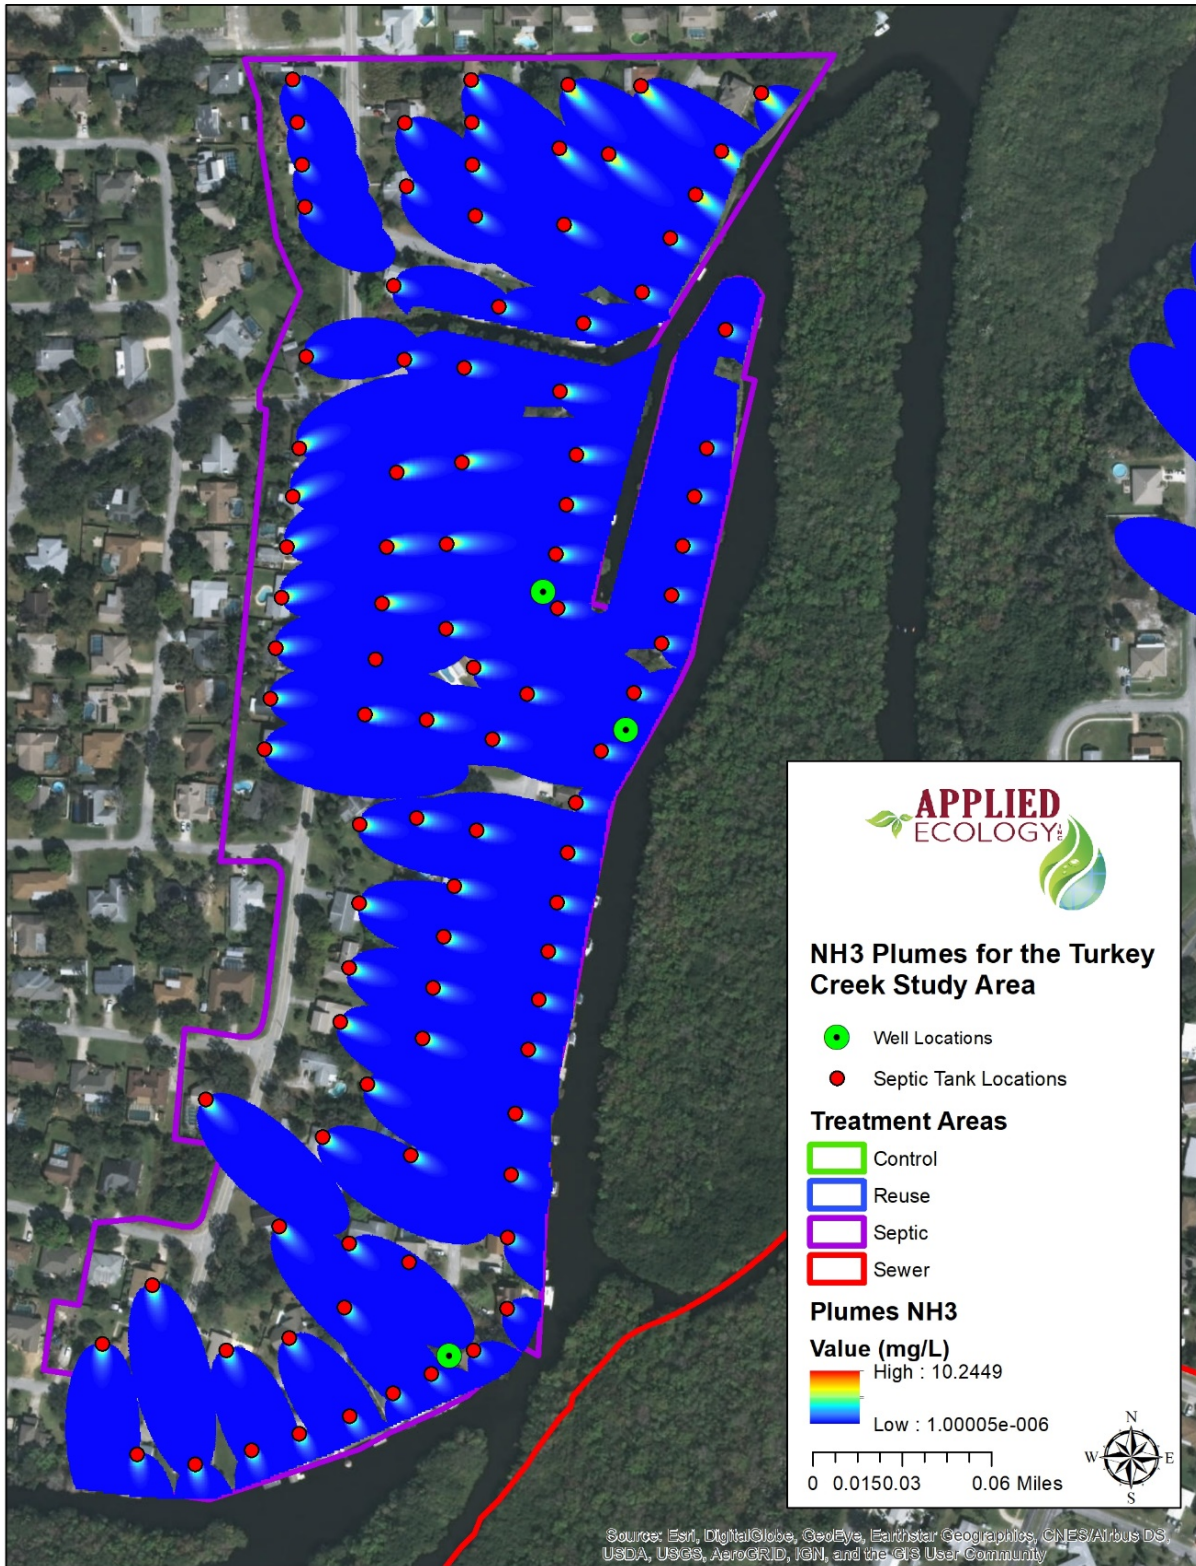 APPLIED
ECOLOGY INC
NH3 Plumes for the Turkey
Creek Study Area
Well Locations
Septic Tank Locations
Treatment Areas
Control
Reuse
Septic
Sewer
Plumes NH3
Value (mg/L)
High : 10.2449
Low : 1.00005e-006
0 0.0150.03 0.06 Miles
N
W E
S
Source: Esri, DigitalGlobe, GeoEye, Earthstar Geographics, CNES/Airbus DS,
USDA, USGS, AeroGRID, IGN, and the GIS User Community